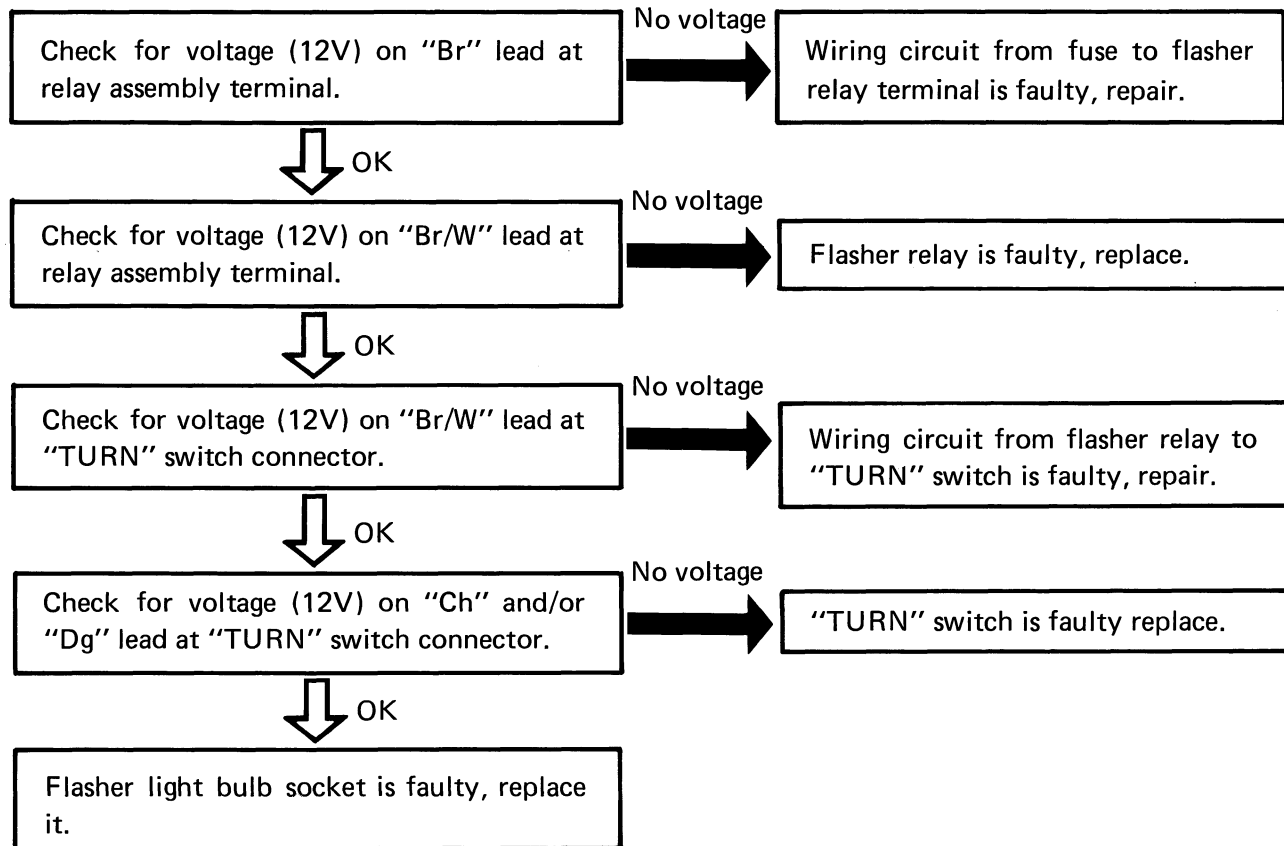 No voltage
Check for voltage (12V) on “Br” lead at
relay assembly terminal.
Wiring circuit from fuse to flasher
relay terminal is faulty, repair.
OK
No voltage
Check for voltage (12V) on “Br/W” lead at
relay assembly terminal.
Flasher relay is faulty, replace.
OK
No voltage
Check for voltage (12V) on “Br/W” lead at
“TURN” switch connector.
Wiring circuit from flasher relay to
“TURN” switch is faulty, repair.
OK
No voltage
Check for voltage (12V) on “Ch” and/or
“Dg” lead at “TURN” switch connector.
“TURN” switch is faulty replace.
OK
Flasher light bulb socket is faulty, replace
it.